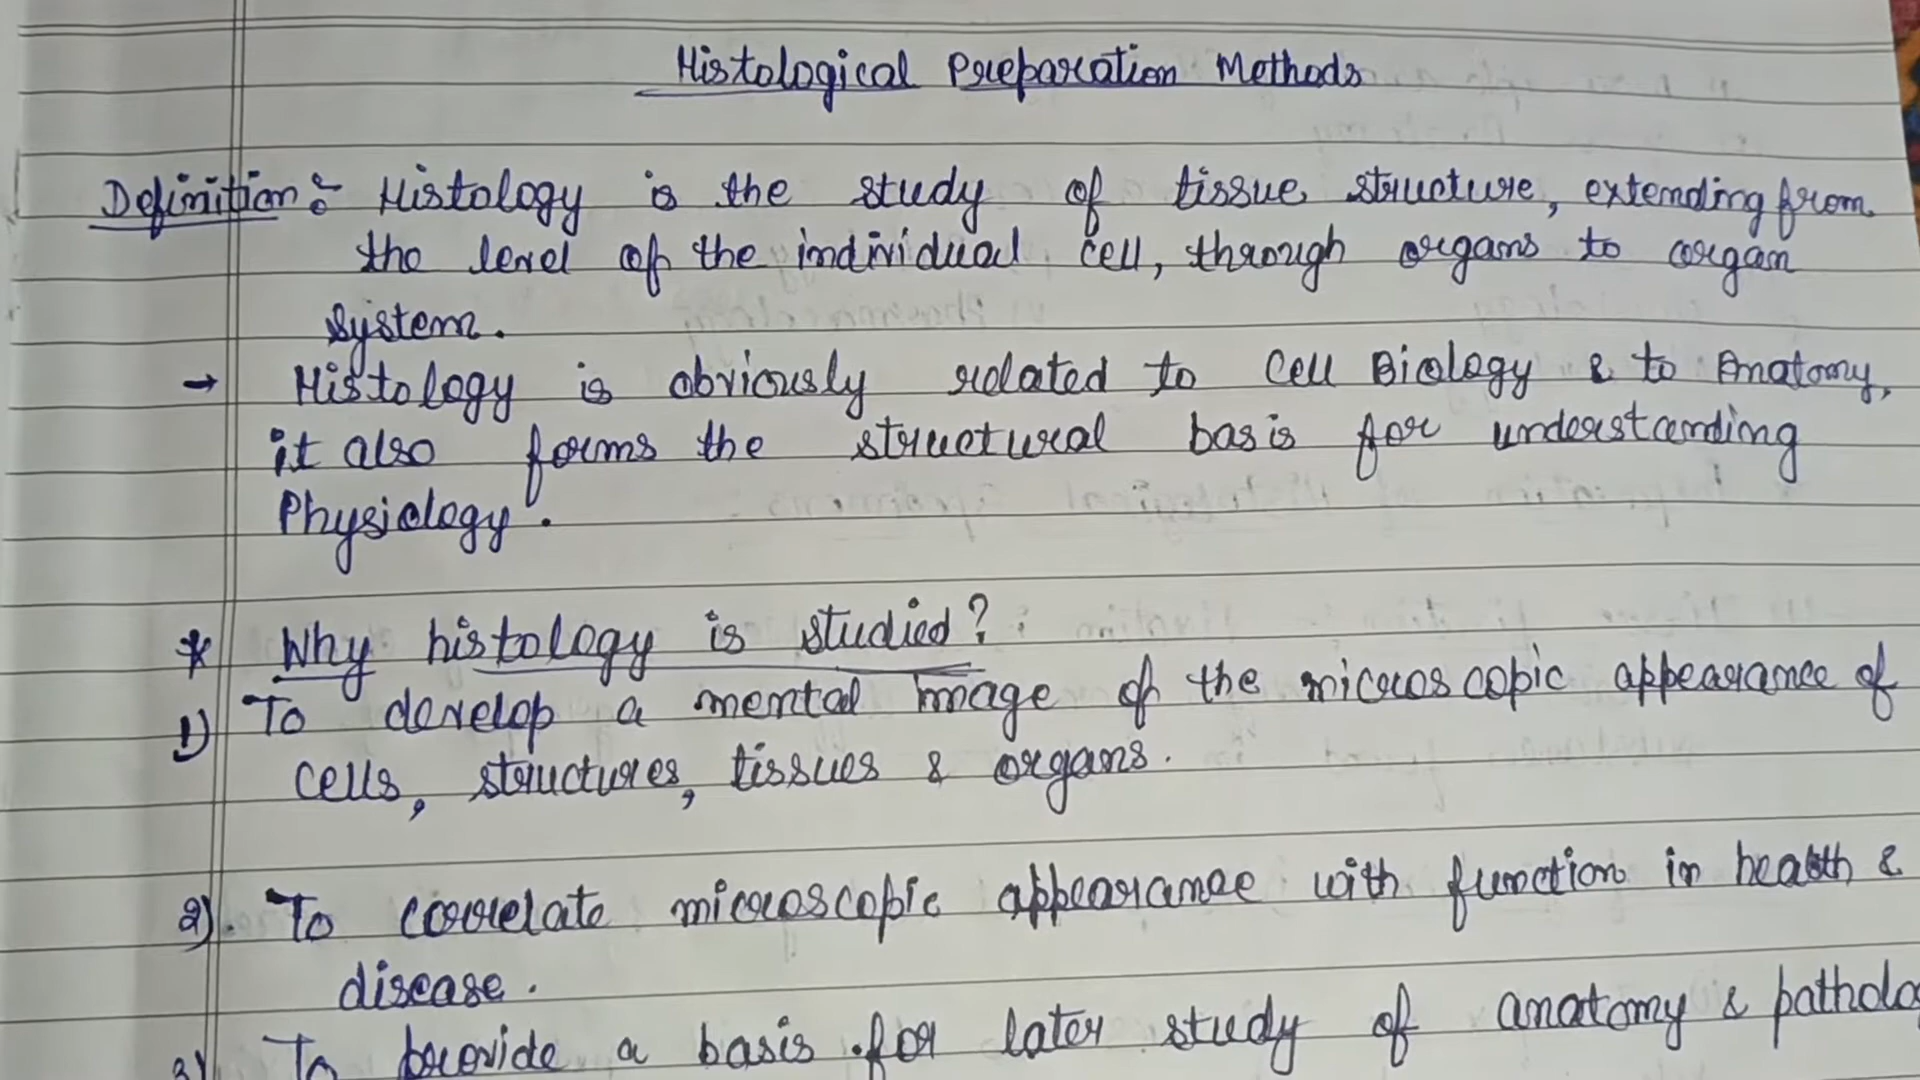 Histological Preparation Methods
Definition :- Histology is the study of tissue structure, extending from
the level of the individual cell, through organs to organ
system.
→ Histology is obviously related to Cell Biology & to Anatomy,
it also forms the structural basis for understanding
Physiology.
* Why histology is studied?
1) To develop a mental image of the microscopic appearance of
cells, structures, tissues & organs.
2). To correlate microscopic appearance with function in health &
disease.
3) To provide a basis for later study of anatomy & patholo